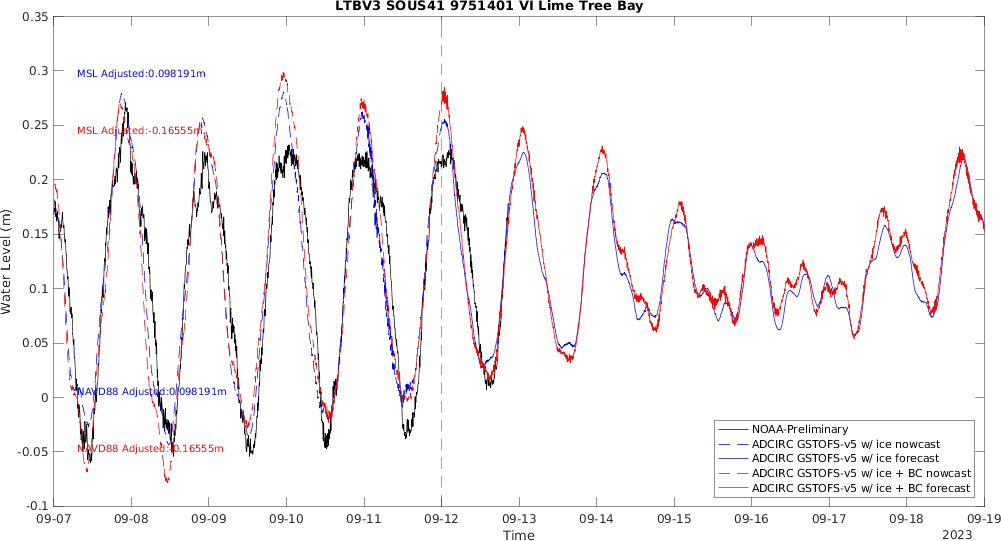 LTBV3 SOUS41 9751401 VI Lime Tree Bay
0.35
0.3
0.25
0.2
0.15
0.1
0.05
0
-0.05
-0.1
Water Level (m)
MSL Adjusted:0.098191m
MSL Adjusted:-0.16555m
NAVD88 Adjusted:0.098191m
NAVD88 Adjusted:-0.16555m
NOAA-Preliminary
ADCIRC GSTOFS-v5 w/ ice nowcast
ADCIRC GSTOFS-v5 w/ ice forecast
ADCIRC GSTOFS-v5 w/ ice + BC nowcast
ADCIRC GSTOFS-v5 w/ ice + BC forecast
09-07 09-08 09-09 09-10 09-11 09-12 09-13 09-14 09-15 09-16 09-17 09-18 09-19
Time
2023